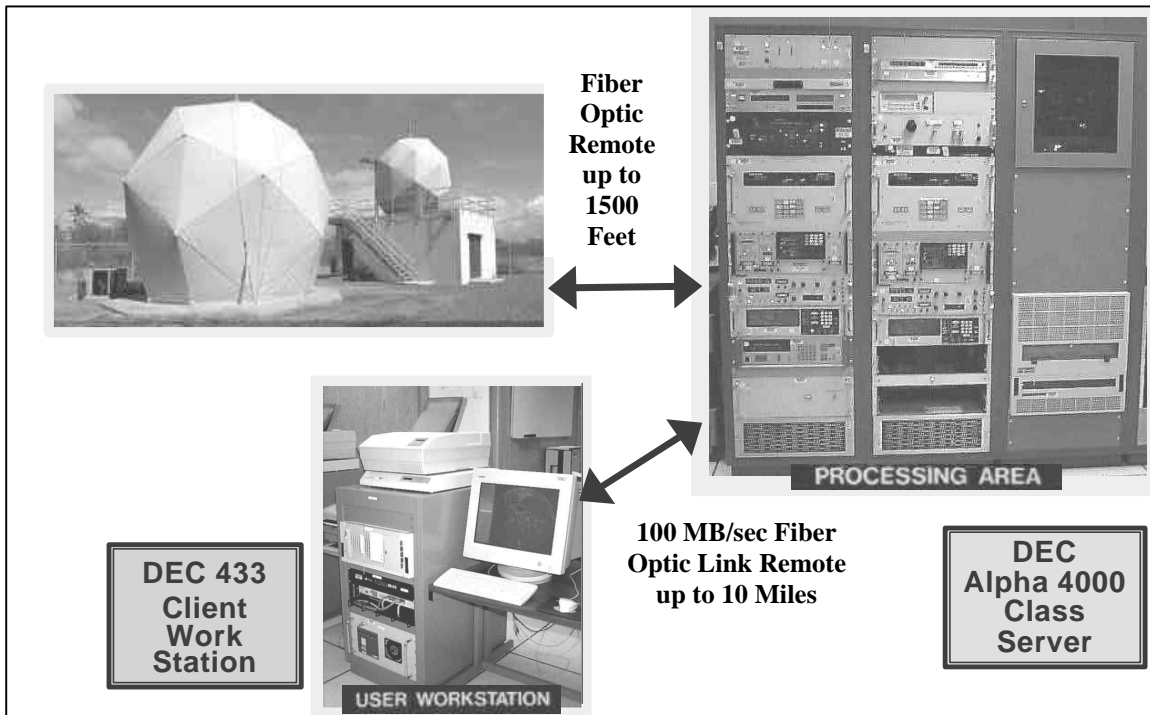 Fiber
Optic
Remote
up to
1500
Feet
PROCESSING AREA
100 MB/sec Fiber
Optic Link Remote
up to 10 Miles
DEC 433
Client
Work
Station
USER WORKSTATION
DEC
Alpha 4000
Class
Server